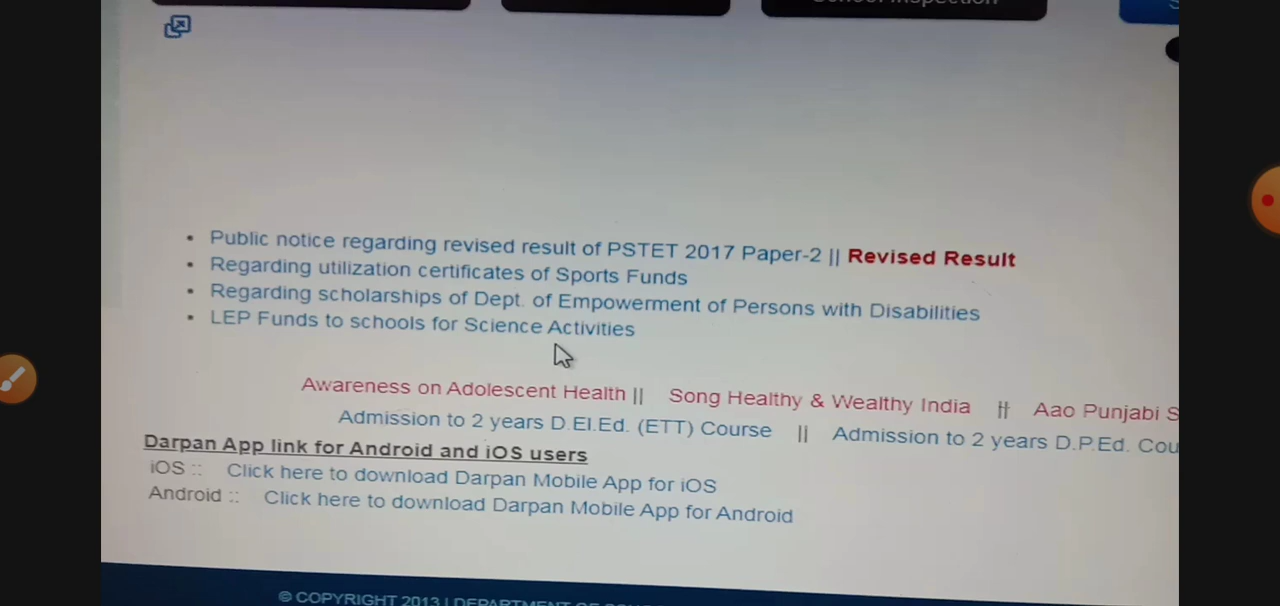 School Inspection
• Public notice regarding revised result of PSTET 2017 Paper-2 || Revised Result
• Regarding utilization certificates of Sports Funds
• Regarding scholarships of Dept. of Empowerment of Persons with Disabilities
• LEP Funds to schools for Science Activities
Awareness on Adolescent Health || Song Healthy & Wealthy India || Aao Punjabi S
Admission to 2 years D.El.Ed. (ETT) Course || Admission to 2 years D.P.Ed. Cou
Darpan App link for Android and iOS users
iOS :: Click here to download Darpan Mobile App for iOS
Android :: Click here to download Darpan Mobile App for Android
© COPYRIGHT 2013 | DEPARTMENT OF